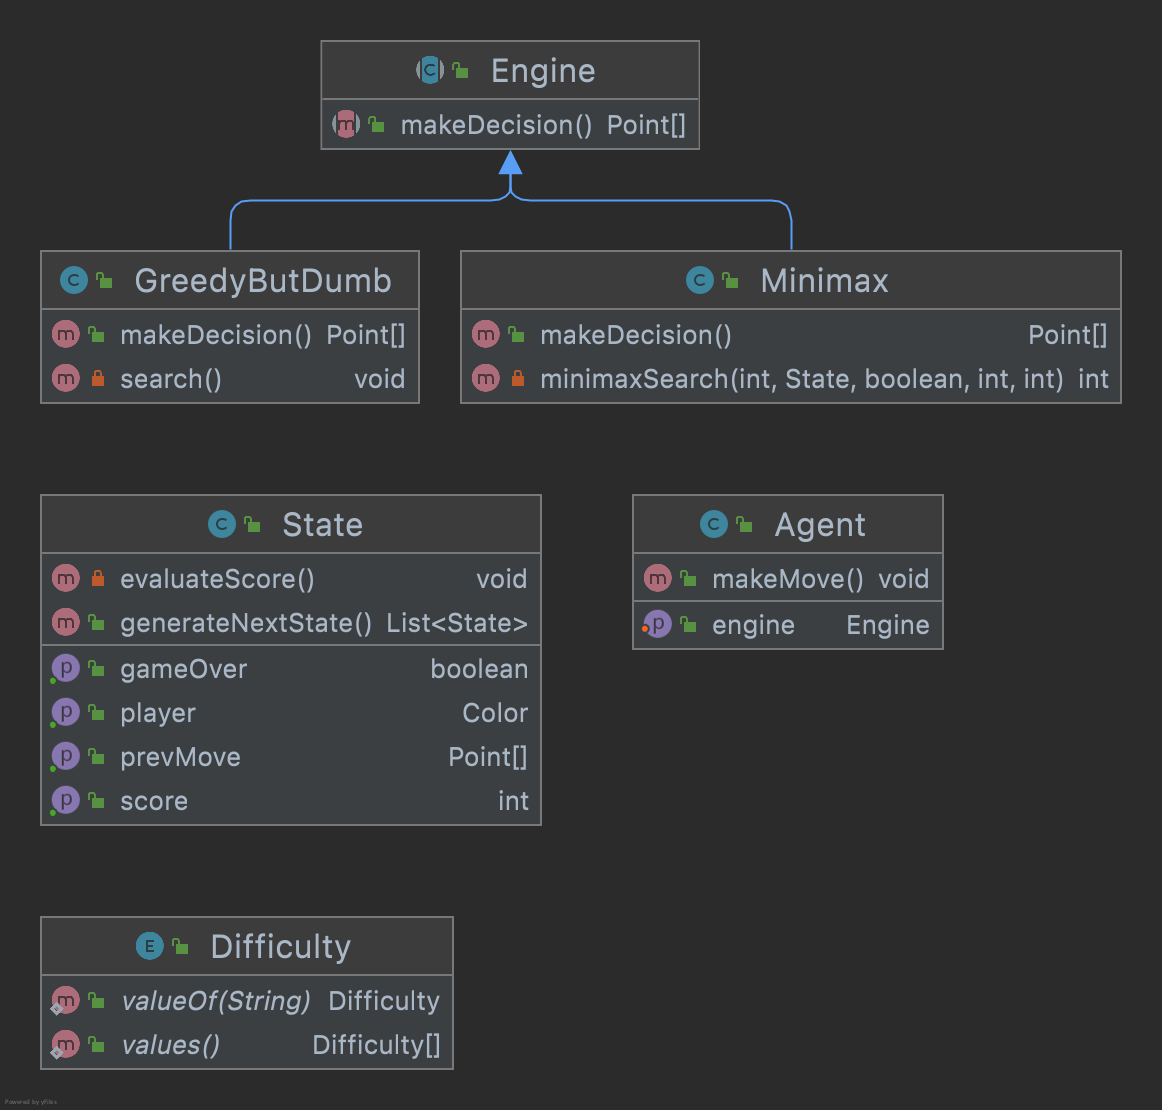 Engine
makeDecision() Point[]
GreedyButDumb
makeDecision() Point[]
search() void
Minimax
makeDecision() Point[]
minimaxSearch(int, State, boolean, int, int) int
State
evaluateScore() void
generateNextState() List<State>
gameOver boolean
player Color
prevMove Point[]
score int
Agent
makeMove() void
engine Engine
Difficulty
valueOf(String) Difficulty
values() Difficulty[]
Powered by yFiles